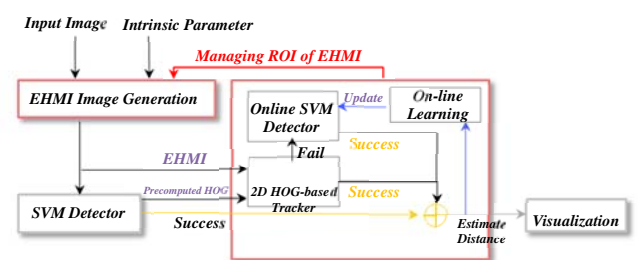 Input Image
Intrinsic Parameter
Managing ROI of EHMI
EHMI Image Generation
Online SVM
Detector
Update
On-line
Learning
Success
Fail
EHMI
Precomputed HOG
2D HOG-based
Tracker
Success
SVM Detector
Success
Estimate
Distance
Visualization